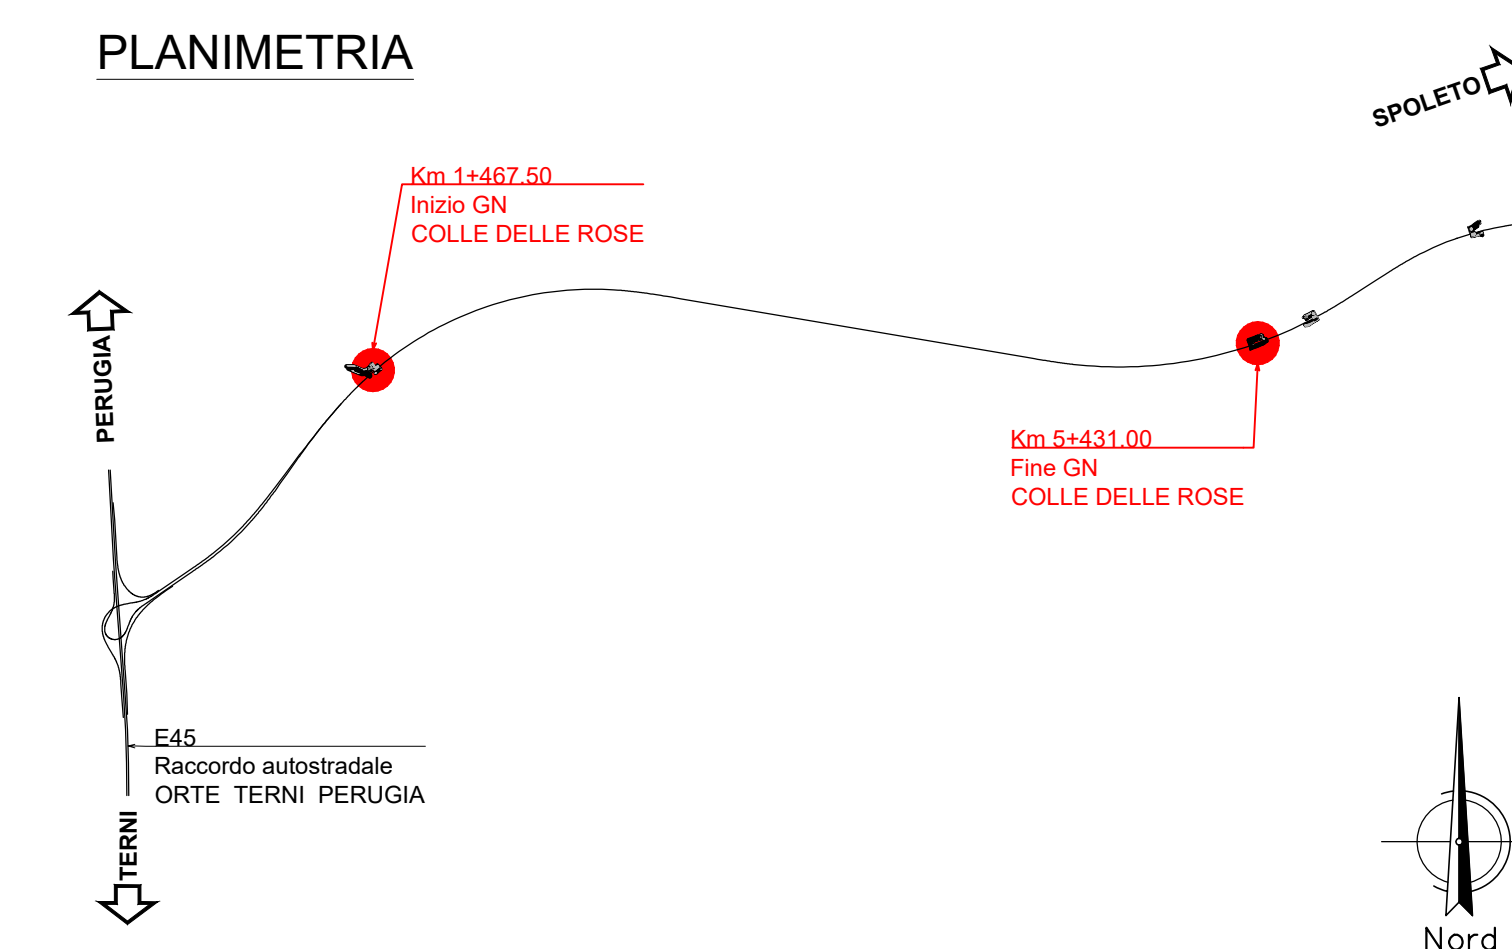 PLANIMETRIA
SPOLETO
Km 1+467.50
Inizio GN
COLLE DELLE ROSE
PERUGIA
Km 5+431.00
Fine GN
COLLE DELLE ROSE
E45
Raccordo autostradale
ORTE TERNI PERUGIA
TERNI
Nord